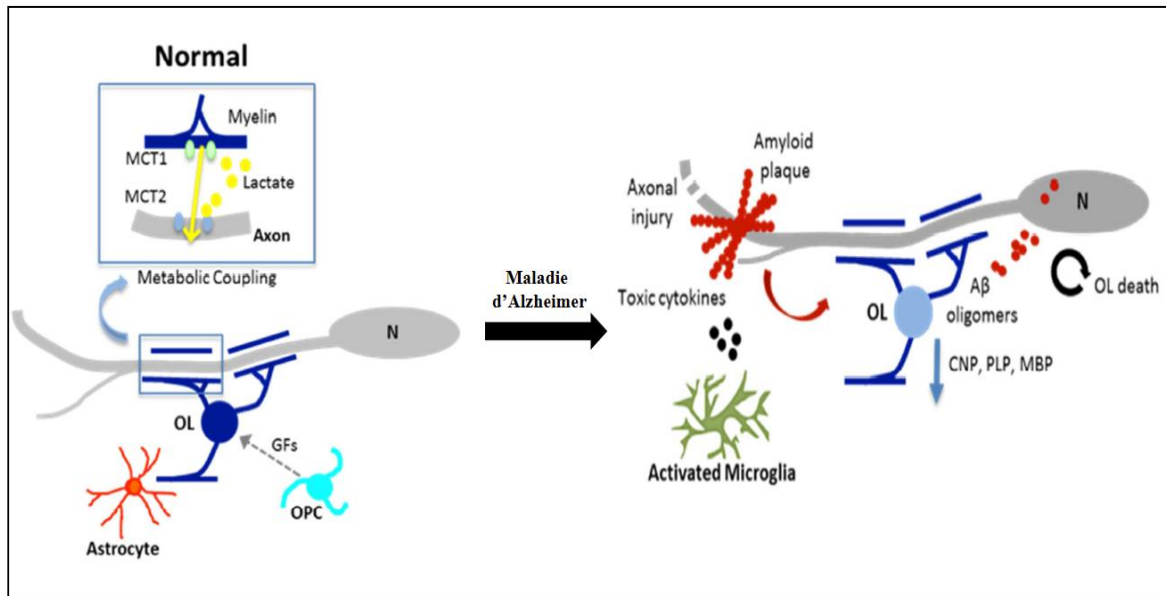 Normal
Myelin
MCT1
Lactate
MCT2
Axon
Metabolic Coupling
N
OL
GFs
OPC
Astrocyte
Maladie
d'Alzheimer
Amyloid
plaque
Axonal
injury
N
Toxic cytokines
OL
Aβ
oligomers
OL death
CNP, PLP, MBP
Activated Microglia